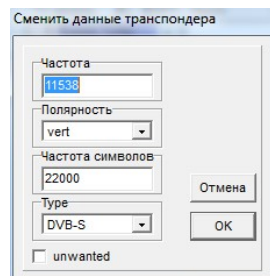 Сменить данные транспондера
Частота
11538
Полярность
vert
Частота символов
22000
Отмена
Type
DVB-S
OK
unwanted